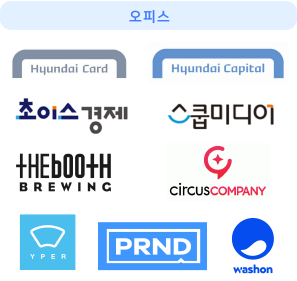 오피스
Hyundai Card
Hyundai Capital
초이스경제
스쿱미디어
THEBOOTH
BREWING
CIRCUSCOMPANY
YPER
PRND
washon